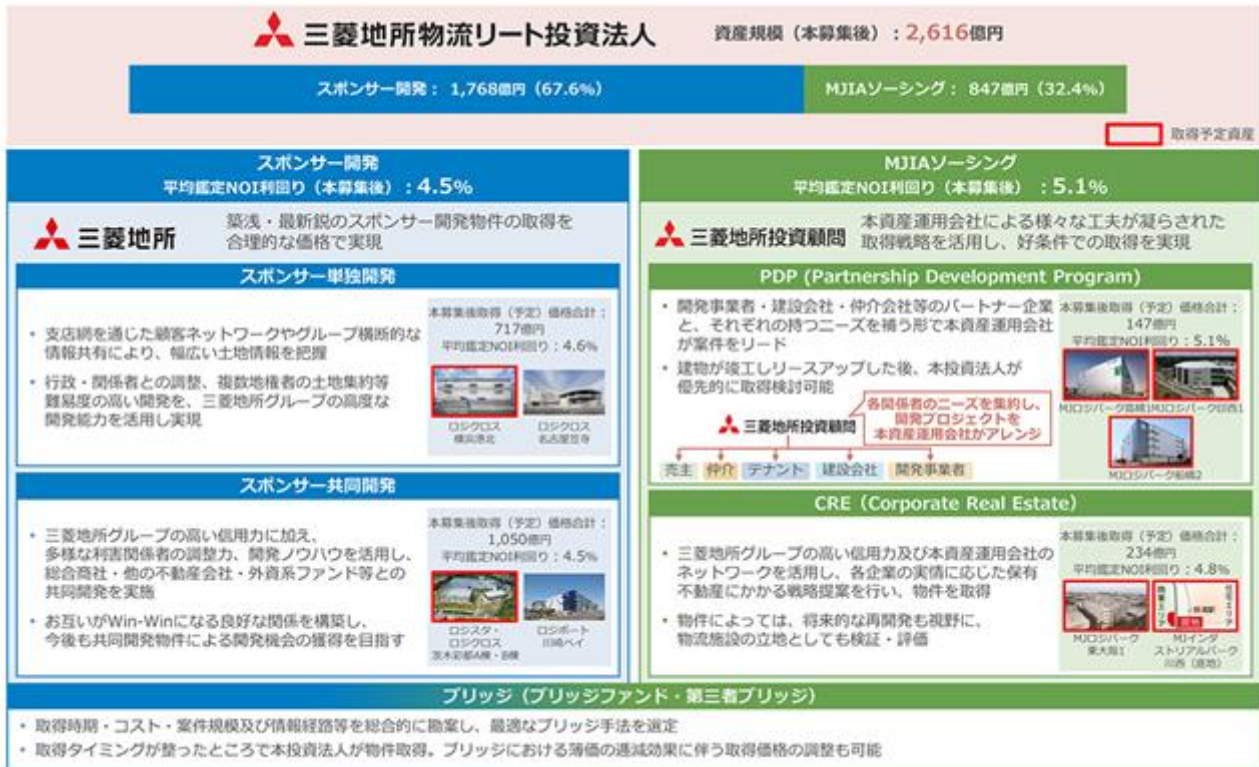 三菱地所物流リート投資法人
資産規模（本募集後）：2,616億円
スポンサー開発： 1,768億円（67.6%）
MJIAソーシング： 847億円（32.4%）
取得予定資産
スポンサー開発
平均鑑定NOI利回り（本募集後）：4.5%
三菱地所
築浅・最新鋭のスポンサー開発物件の取得を
合理的な価格で実現
スポンサー単独開発
• 支店網を通じた顧客ネットワークやグループ横断的な
情報共有により、幅広い土地情報を把握
• 行政・関係者との調整、複数地権者の土地集約等
難易度の高い開発を、三菱地所グループの高度な
開発能力を活用し実現
本募集後取得（予定）価格合計：
717億円
平均鑑定NOI利回り：4.6%
ロジクロス
横浜港北
ロジクロス
名古屋笠寺
スポンサー共同開発
• 三菱地所グループの高い信用力に加え、
多様な利害関係者の調整力、開発ノウハウを活用し、
総合商社・他の不動産会社・外資系ファンド等との
共同開発を実施
• お互いがWin-Winになる良好な関係を構築し、
今後も共同開発物件による開発機会の獲得を目指す
本募集後取得（予定）価格合計：
1,050億円
平均鑑定NOI利回り：4.5%
ロジスタ・
ロジクロス
茨木彩都A棟・B棟
ロジポート
川崎ベイ
MJIAソーシング
平均鑑定NOI利回り（本募集後）：5.1%
三菱地所投資顧問
本資産運用会社による様々な工夫が凝らされた
取得戦略を活用し、好条件での取得を実現
PDP (Partnership Development Program)
• 開発事業者・建設会社・仲介会社等のパートナー企業
と、それぞれの持つニーズを補う形で本資産運用会社
が案件をリード
• 建物が竣工しリースアップした後、本投資法人が
優先的に取得検討可能
各関係者のニーズを集約し、
開発プロジェクトを
本資産運用会社がアレンジ
三菱地所投資顧問
売主 仲介 テナント 建設会社 開発事業者
本募集後取得（予定）価格合計：
147億円
平均鑑定NOI利回り：5.1%
MJロジパーク船橋1
MJロジパーク印西1
MJロジパーク船橋2
CRE（Corporate Real Estate）
• 三菱地所グループの高い信用力及び本資産運用会社の
ネットワークを活用し、各企業の実情に応じた保有
不動産にかかる戦略提案を行い、物件を取得
• 物件によっては、将来的な再開発も視野に、
物流施設の立地としても検証・評価
本募集後取得（予定）価格合計：
234億円
平均鑑定NOI利回り：4.8%
MJロジパーク
東大阪1
MJインダ
ストリアルパーク
川西（底地）
ブリッジ（ブリッジファンド・第三者ブリッジ）
• 取得時期・コスト・案件規模及び情報経路等を総合的に勘案し、最適なブリッジ手法を選定
• 取得タイミングが整ったところで本投資法人が物件取得。ブリッジにおける簿価の逓減効果に伴う取得価格の調整も可能